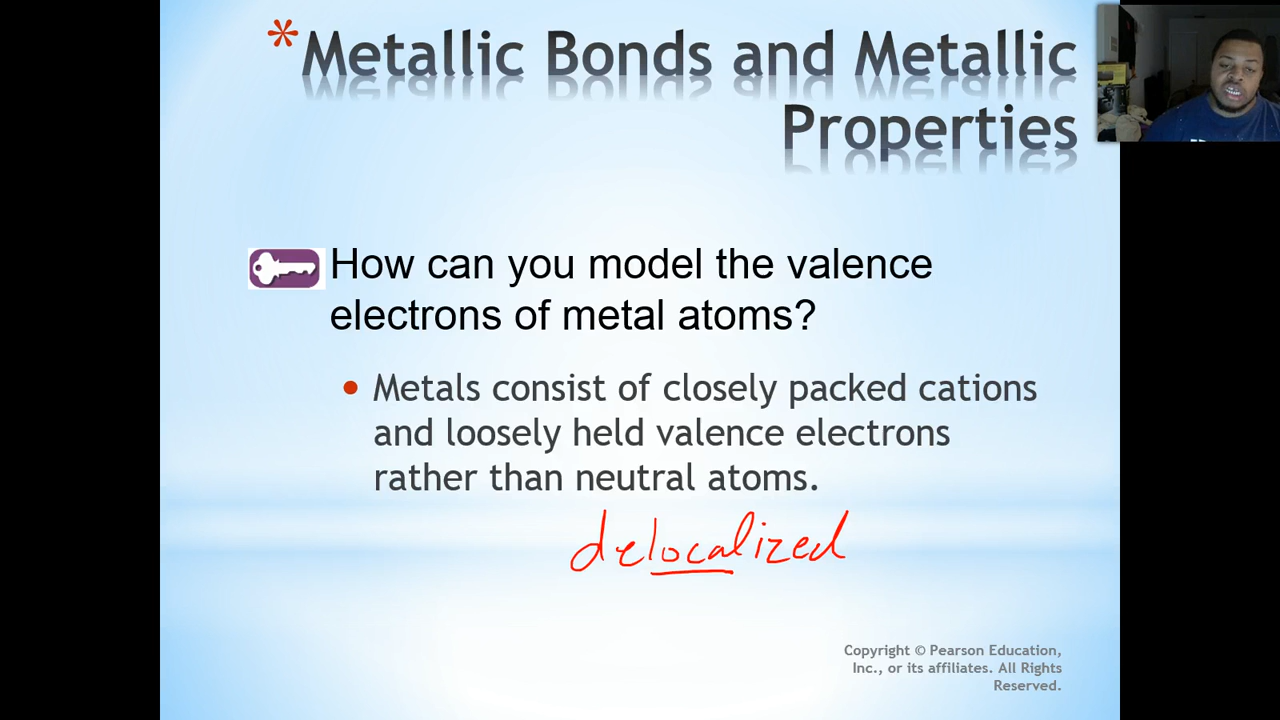 * Metallic Bonds and Metallic
Properties
How can you model the valence
electrons of metal atoms?
• Metals consist of closely packed cations
and loosely held valence electrons
rather than neutral atoms.
delocalized
Copyright © Pearson Education,
Inc., or its affiliates. All Rights
Reserved.